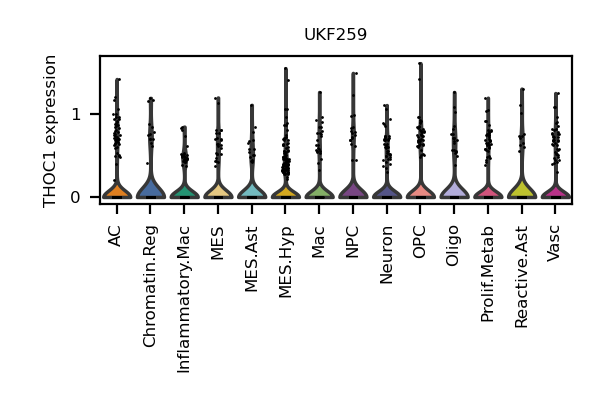 UKF259
THOC1 expression
1
0
AC
Chromatin.Reg
Inflammatory.Mac
MES
MES.Ast
MES.Hyp
Mac
NPC
Neuron
OPC
Oligo
Prolif.Metab
Reactive.Ast
Vasc